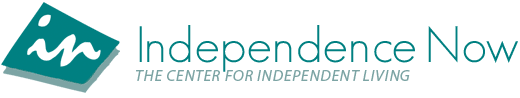 in
Independence Now
THE CENTER FOR INDEPENDENT LIVING